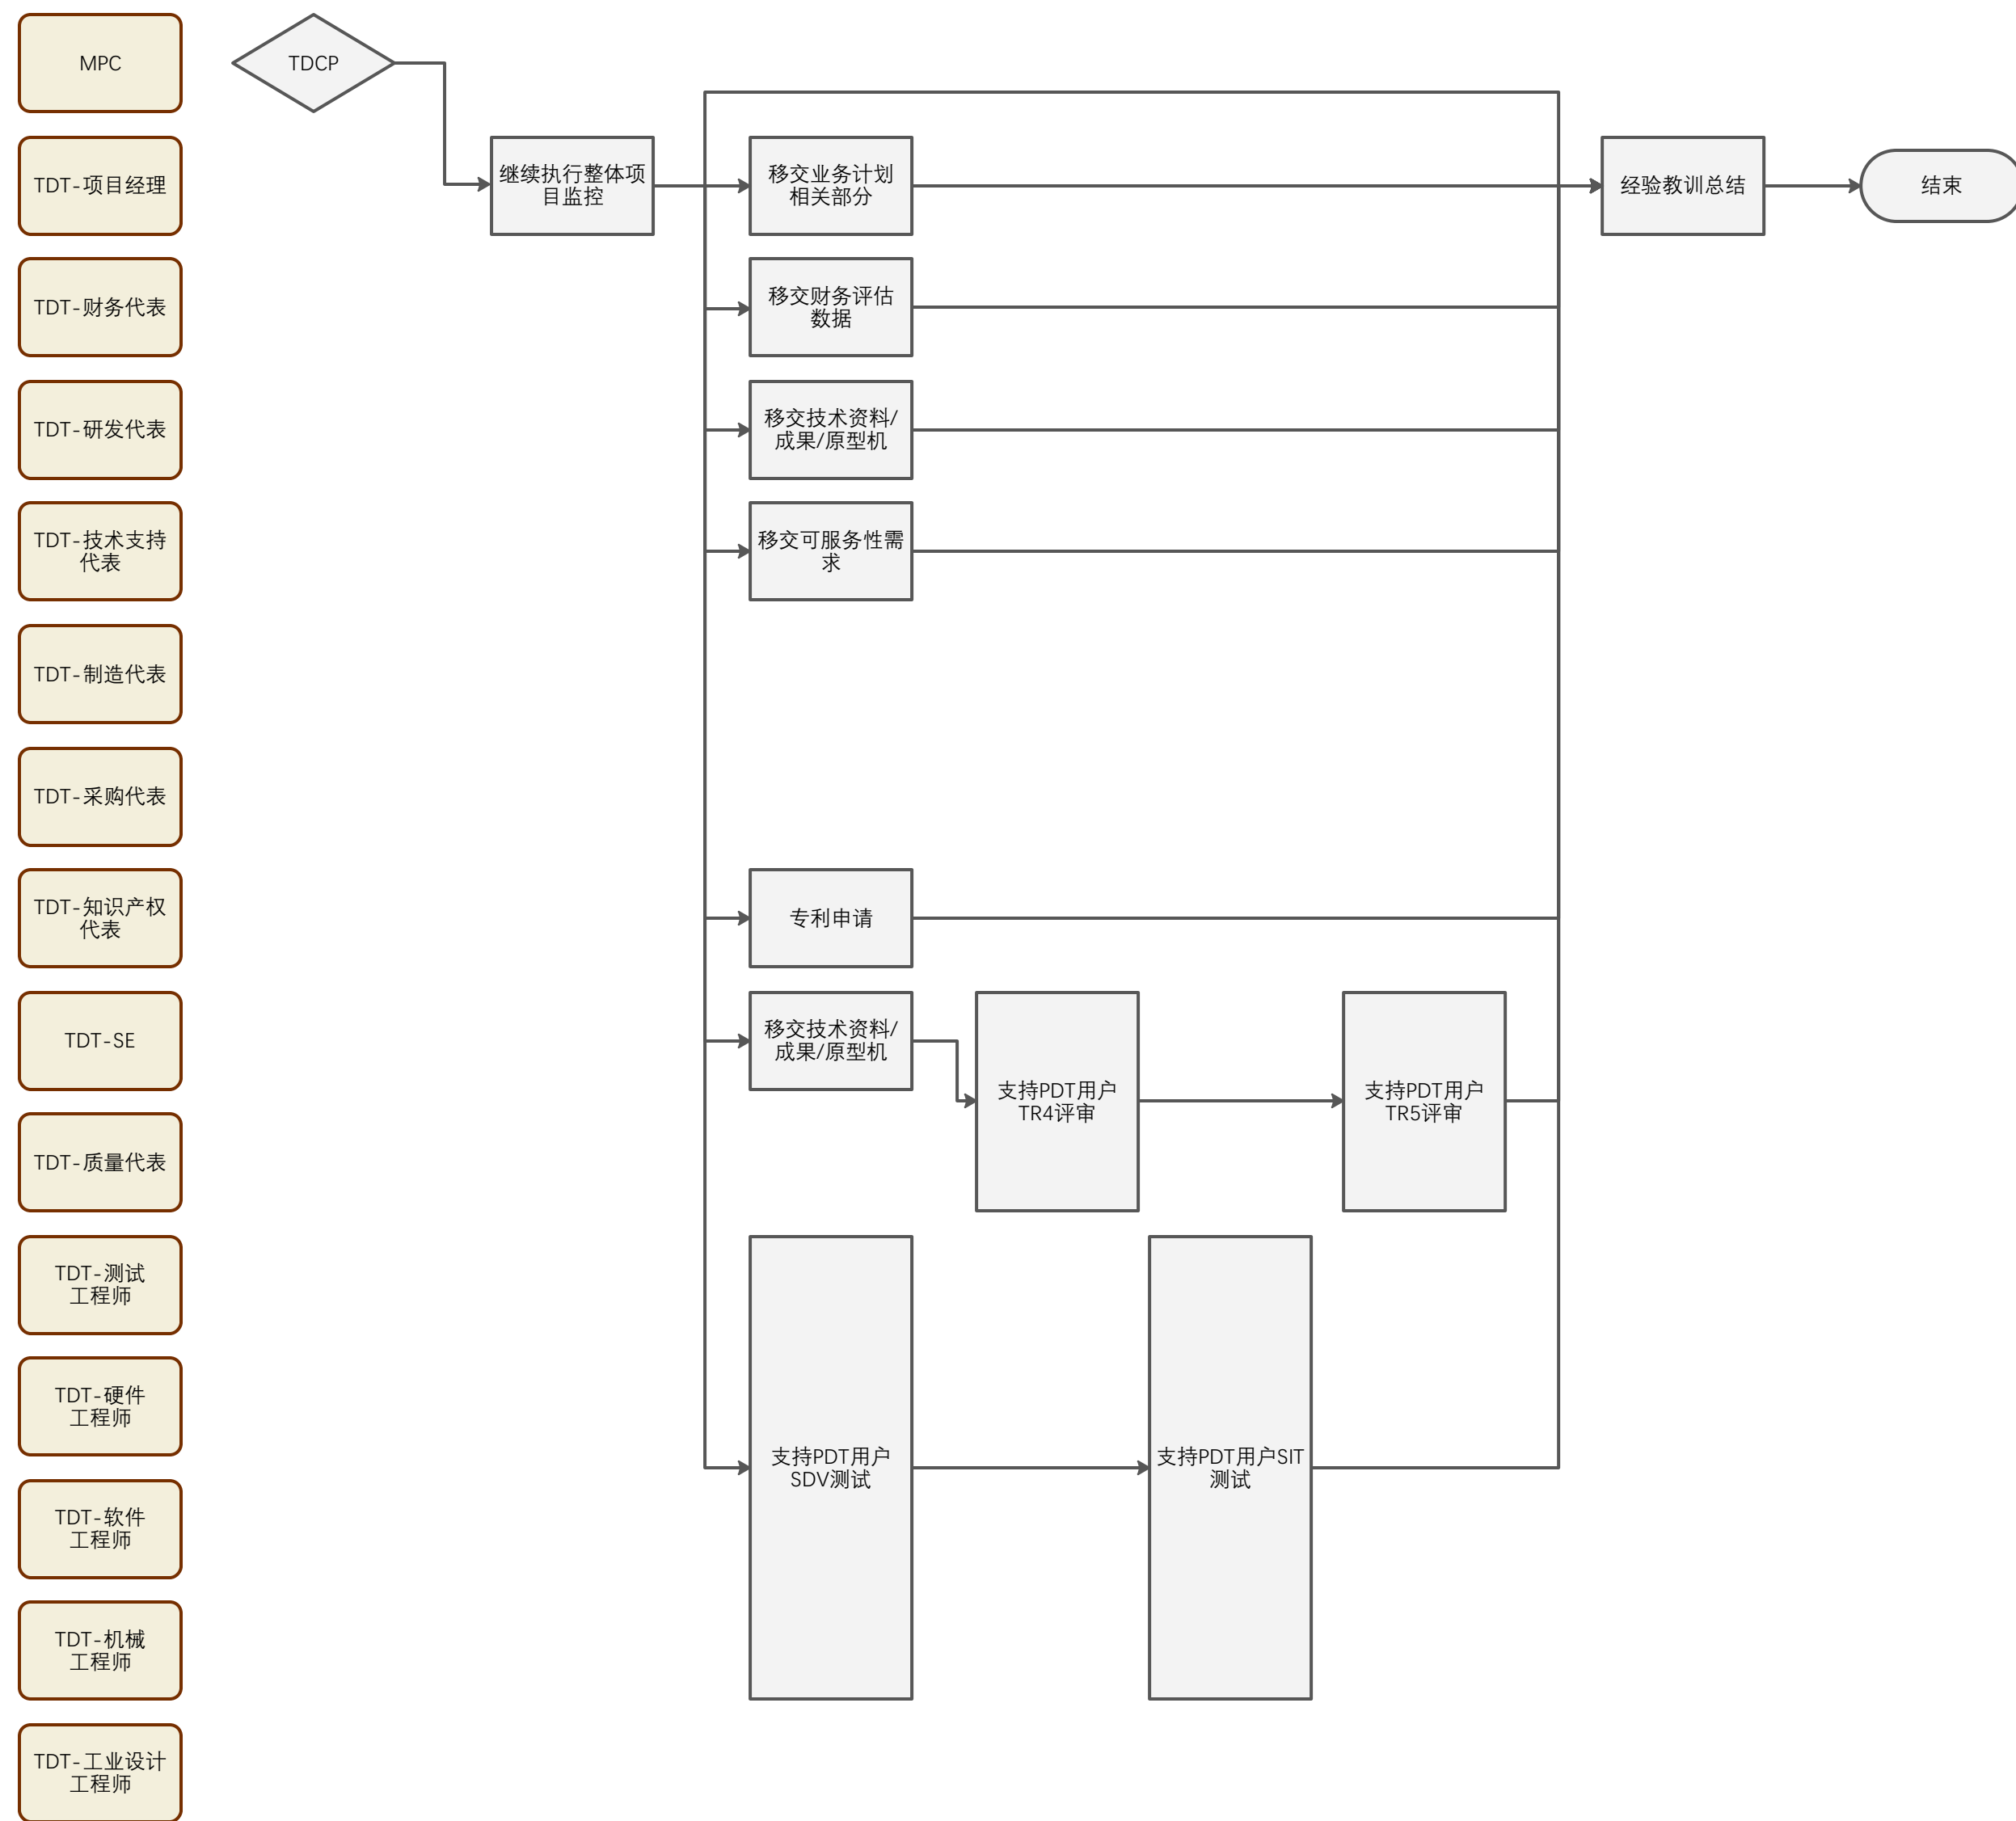 MPC
TDCP
TDT-项目经理
继续执行整体项
目监控
移交业务计划
相关部分
经验教训总结
结束
TDT-财务代表
移交财务评估
数据
TDT-研发代表
移交技术资料/
成果/原型机
TDT-技术支持
代表
移交可服务性需
求
TDT-制造代表
TDT-采购代表
TDT-知识产权
代表
专利申请
TDT-SE
移交技术资料/
成果/原型机
支持PDT用户
TR4评审
支持PDT用户
TR5评审
TDT-质量代表
TDT-测试
工程师
TDT-硬件
工程师
支持PDT用户
SDV测试
支持PDT用户SIT
测试
TDT-软件
工程师
TDT-机械
工程师
TDT-工业设计
工程师